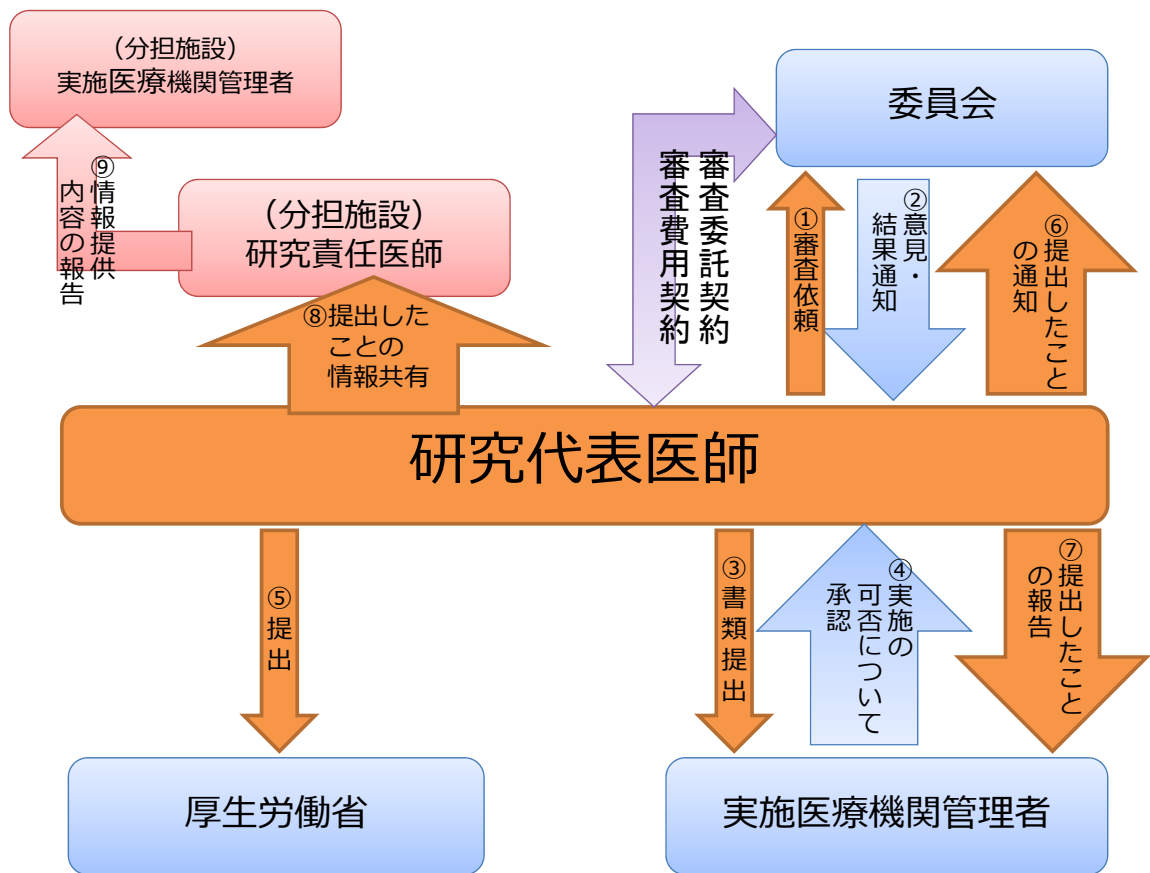 （分担施設）
実施医療機関管理者
委員会
⑨情報提供
内容の報告
（分担施設）
研究責任医師
審査委託契約
審査費用契約
①審査依頼
②意見・
結果通知
⑥提出したこと
の通知
⑧提出した
ことの
情報共有
研究代表医師
⑤提出
③書類提出
④実施の
可否について
承認
⑦提出したこと
の報告
厚生労働省
実施医療機関管理者